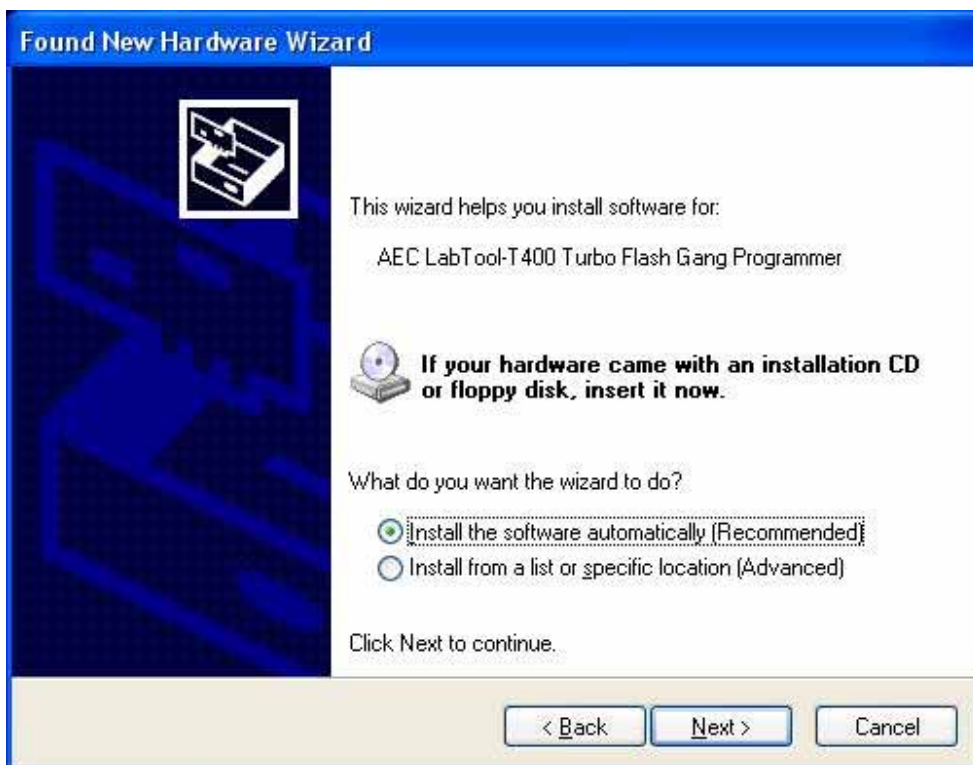 Found New Hardware Wizard
This wizard helps you install software for:
AEC LabTool-T400 Turbo Flash Gang Programmer
If your hardware came with an installation CD
or floppy disk, insert it now.
What do you want the wizard to do?
Install the software automatically (Recommended)
Install from a list or specific location (Advanced)
Click Next to continue.
< Back Next > Cancel